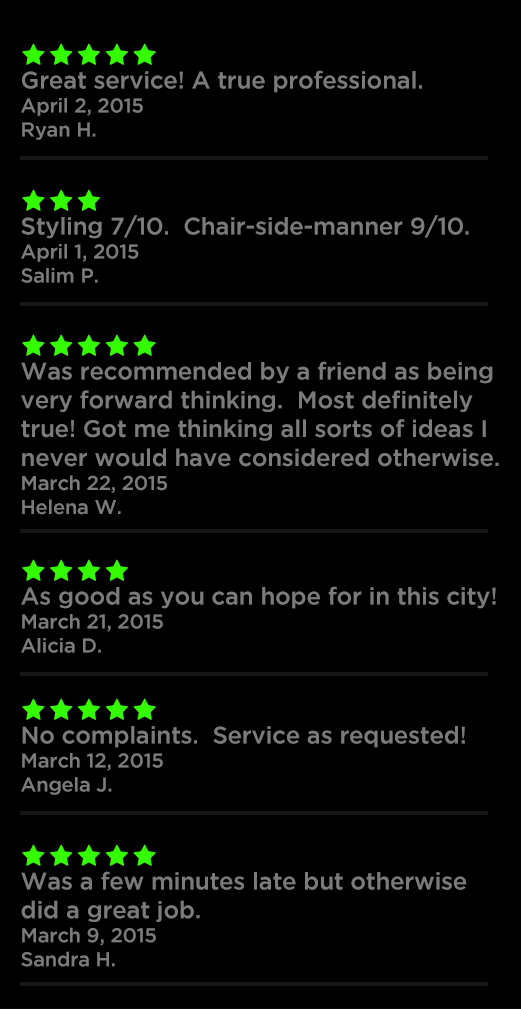 Great service! A true professional.
April 2, 2015
Ryan H.
Styling 7/10.  Chair-side-manner 9/10.
April 1, 2015
Salim P.
Was recommended by a friend as being
very forward thinking.  Most definitely
true! Got me thinking all sorts of ideas I
never would have considered otherwise.
March 22, 2015
Helena W.
As good as you can hope for in this city!
March 21, 2015
Alicia D.
No complaints.  Service as requested!
March 12, 2015
Angela J.
Was a few minutes late but otherwise
did a great job.
March 9, 2015
Sandra H.